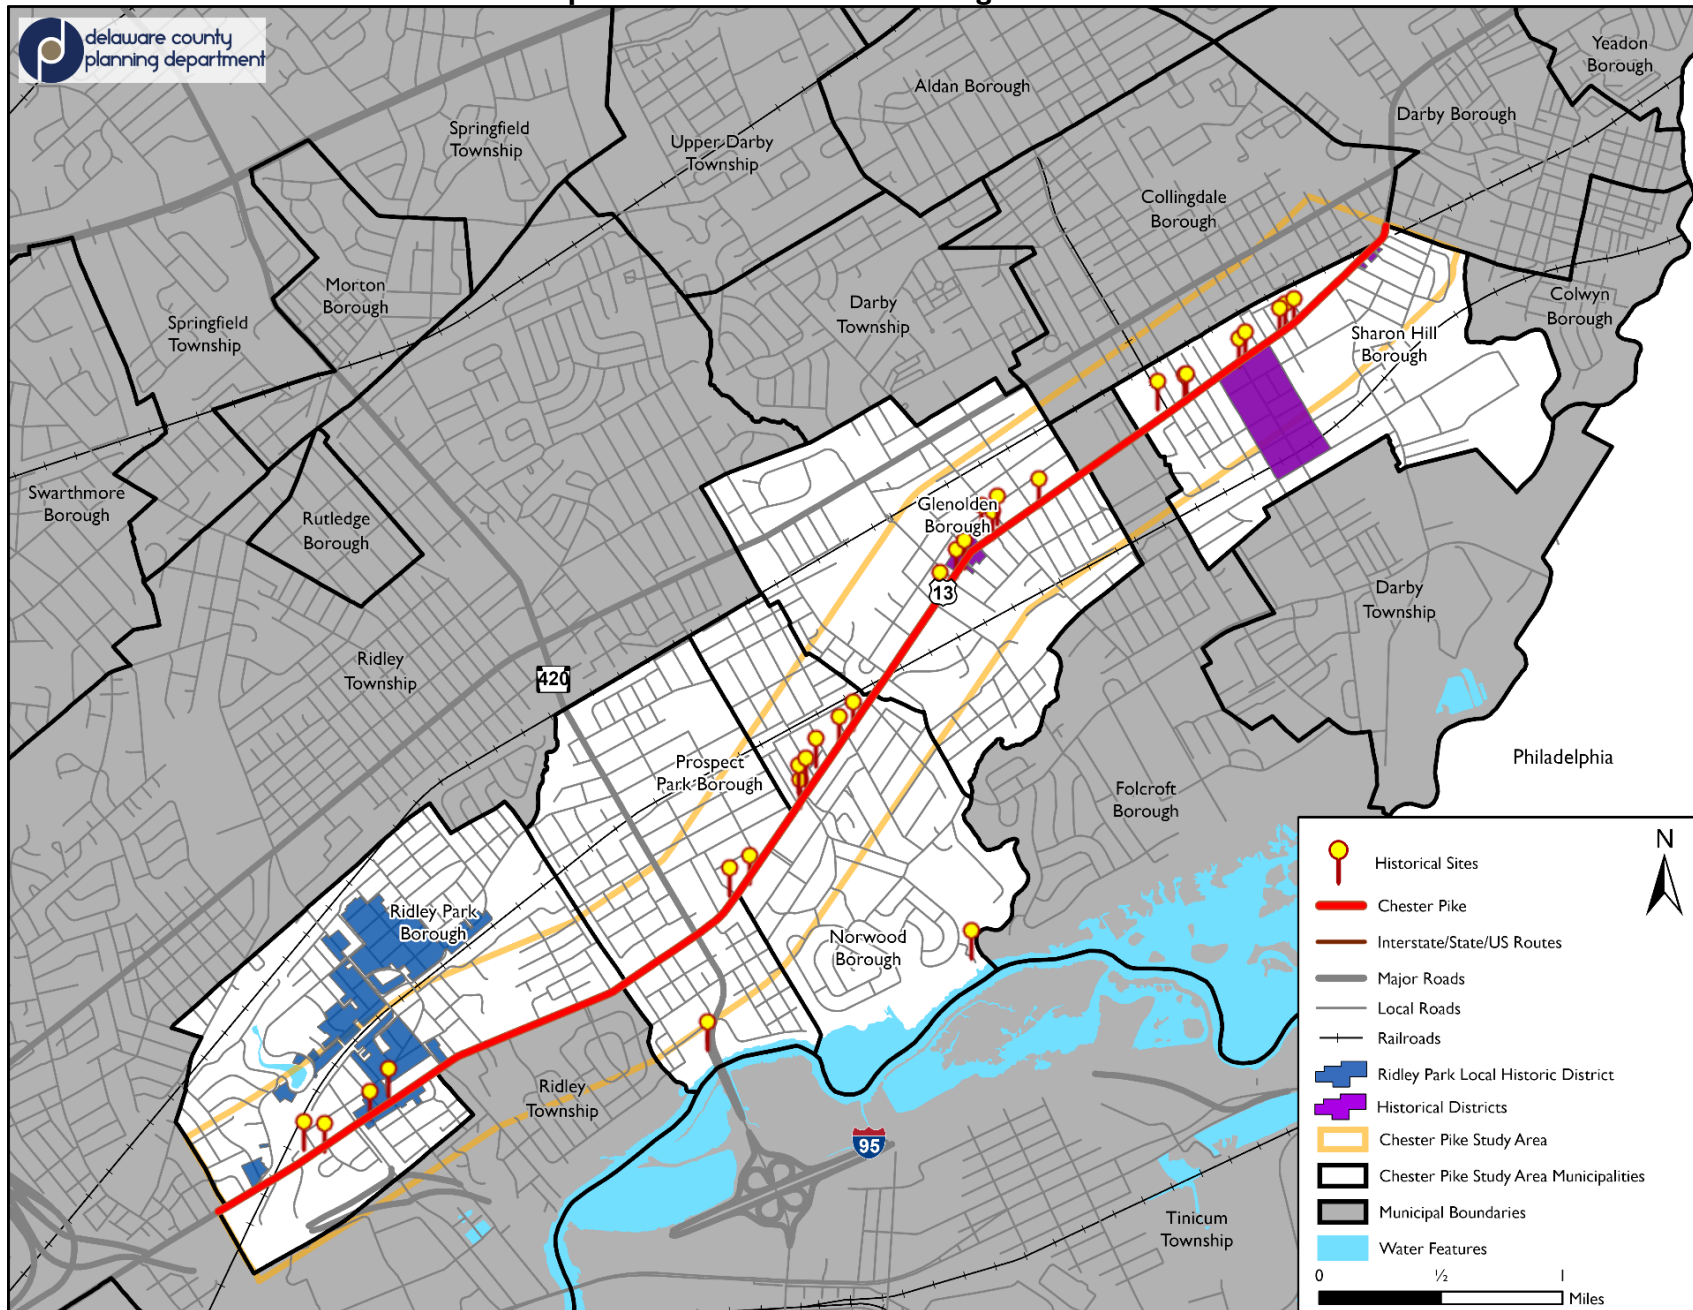 delaware county
planning department
Yeadon
Borough
Aldan Borough
Darby Borough
Springfield
Township
Upper Darby
Township
Collingdale
Borough
Morton
Borough
Darby
Township
Colwyn
Borough
Springfield
Township
Sharon Hill
Borough
Swarthmore
Borough
Rutledge
Borough
Glenolden
Borough
13
Darby
Township
Ridley
Township
420
Prospect
Park Borough
Folcroft
Borough
Philadelphia
Ridley Park
Borough
Norwood
Borough
Ridley
Township
95
Tinicum
Township
N
Historical Sites
Chester Pike
Interstate/State/US Routes
Major Roads
Local Roads
Railroads
Ridley Park Local Historic District
Historical Districts
Chester Pike Study Area
Chester Pike Study Area Municipalities
Municipal Boundaries
Water Features
0 ½ 1
Miles